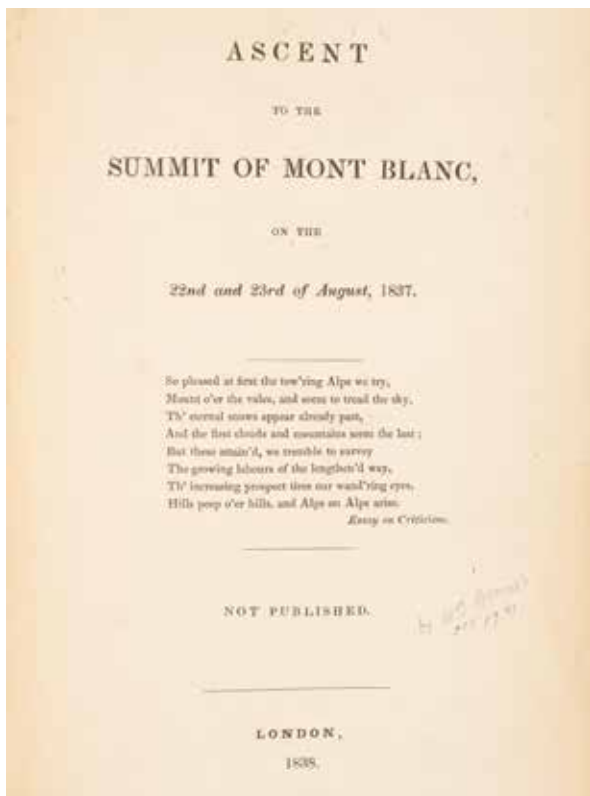 ASCENT
TO THE
SUMMIT OF MONT BLANC,
ON THE
22nd and 23rd of August, 1837.
So pleased at first the tow'ring Alps we try,
Mount o'er the vales, and seem to tread the sky,
Th' eternal snows appear already past,
And the first clouds and mountains seem the last;
But those attain'd, we tremble to survey
The growing labours of the lengthen'd way,
Th' increasing prospect tires our wand'ring eyes,
Hills peep o'er hills, and Alps on Alps arise.
Essay on Criticism.
NOT PUBLISHED.
by
LONDON,
1838.